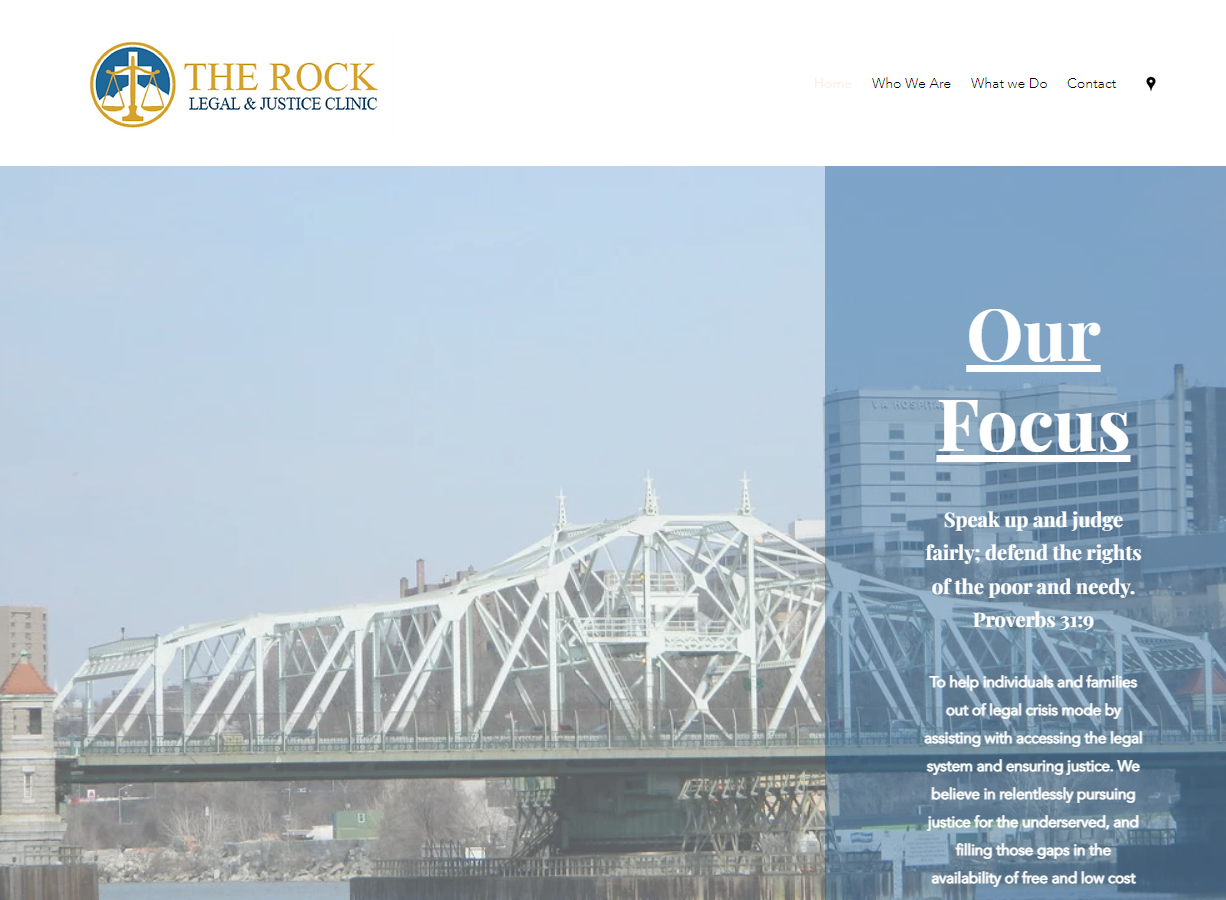 THE ROCK
LEGAL & JUSTICE CLINIC
Home Who We Are What we Do Contact
Our
Focus
VA HOSPITAL
Speak up and judge
fairly; defend the rights
of the poor and needy.
Proverbs 31:9
To help individuals and families
out of legal crisis mode by
assisting with accessing the legal
system and ensuring justice. We
believe in relentlessly pursuing
justice for the underserved, and
filling those gaps in the
availability of free and low cost